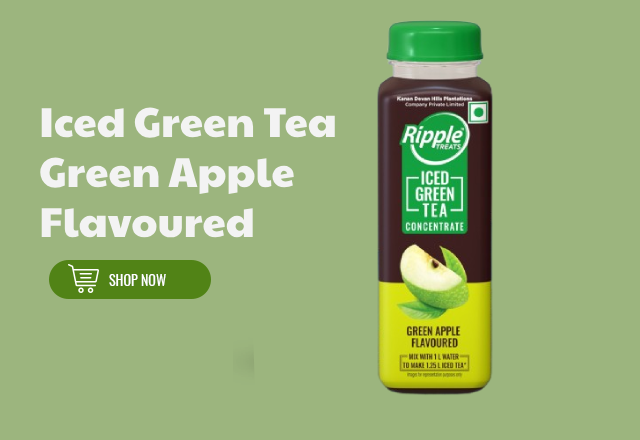 Iced Green Tea
Green Apple
Flavoured
SHOP NOW
Kanan Devan Hills Plantations
Company Private Limited
Ripple
TREATS
ICED
GREEN
TEA
CONCENTRATE
GREEN APPLE
FLAVOURED
MIX WITH 1 L WATER
TO MAKE 1.25 L ICED TEA*